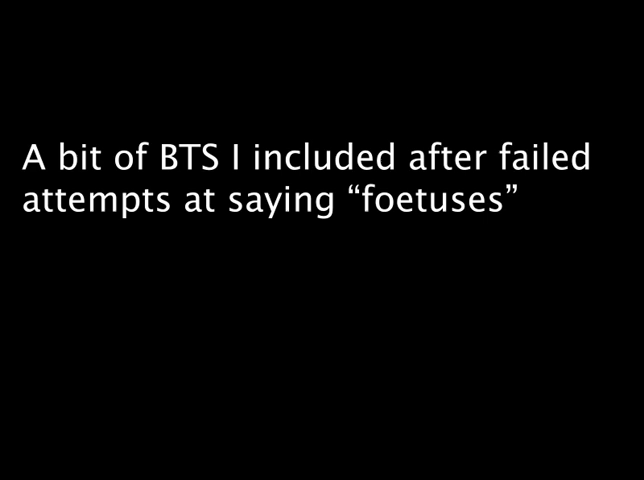 A bit of BTS I included after failed
attempts at saying “foetuses”